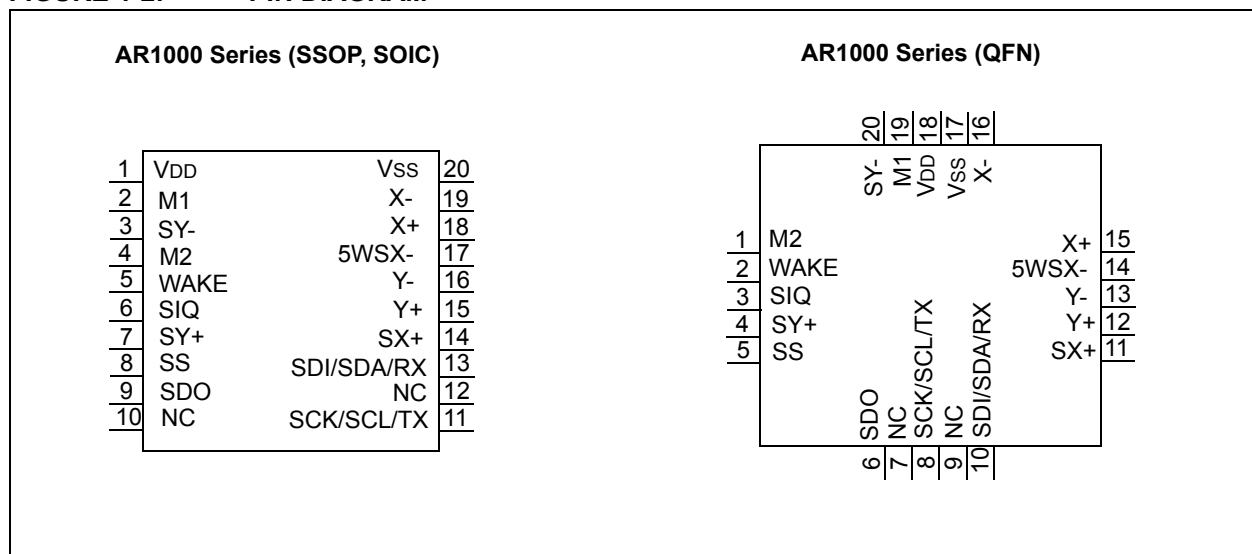 AR1000 Series (SSOP, SOIC)
1 VDD VSS 20
2 M1 X- 19
3 SY- X+ 18
4 M2 5WSX- 17
5 WAKE Y- 16
6 SIQ Y+ 15
7 SY+ SX+ 14
8 SS SDI/SDA/RX 13
9 SDO NC 12
10 NC SCK/SCL/TX 11
AR1000 Series (QFN)
20 19 18 17 16
SY- M1 VDD VSS X-
1 M2 X+ 15
2 WAKE 5WSX- 14
3 SIQ Y- 13
4 SY+ Y+ 12
5 SS SX+ 11
SDO NC SCK/SCL/TX NC SDI/SDA/RX
6 7 8 9 10